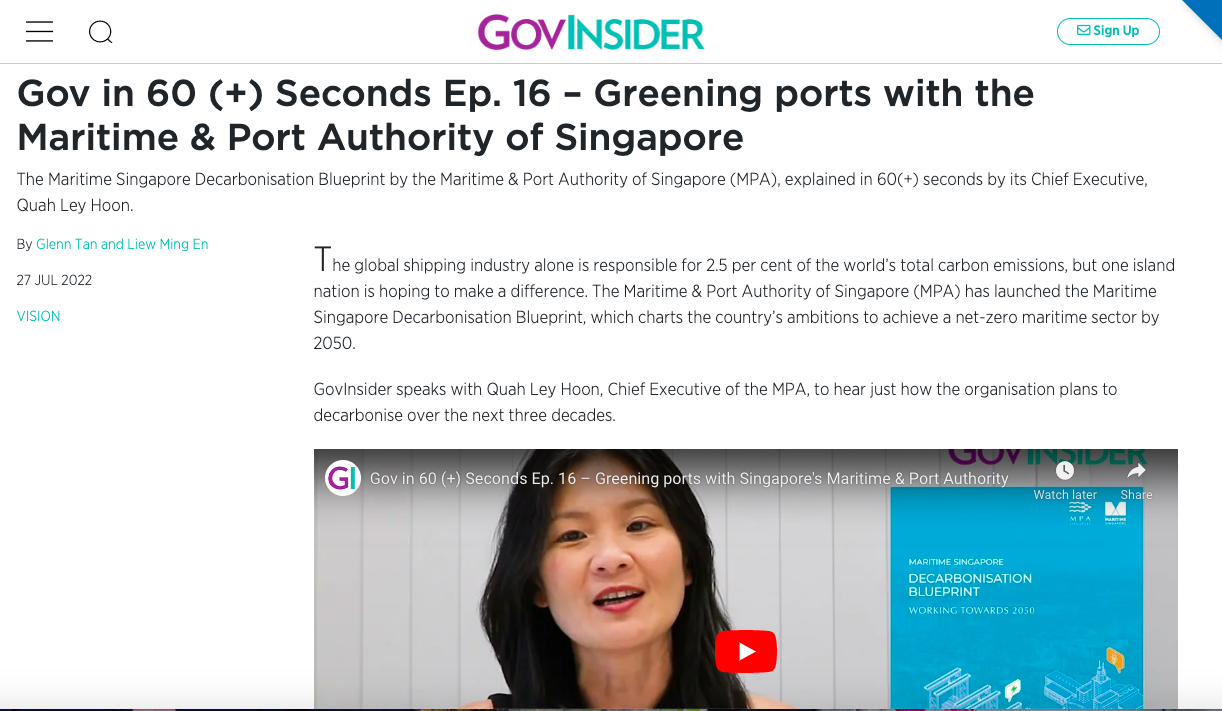 GOVINSIDER
Sign Up
Gov in 60 (+) Seconds Ep. 16 – Greening ports with the
Maritime & Port Authority of Singapore
The Maritime Singapore Decarbonisation Blueprint by the Maritime & Port Authority of Singapore (MPA), explained in 60(+) seconds by its Chief Executive,
Quah Ley Hoon.
By Glenn Tan and Liew Ming En
27 JUL 2022
VISION
The global shipping industry alone is responsible for 2.5 per cent of the world’s total carbon emissions, but one island
nation is hoping to make a difference. The Maritime & Port Authority of Singapore (MPA) has launched the Maritime
Singapore Decarbonisation Blueprint, which charts the country’s ambitions to achieve a net-zero maritime sector by
2050.
GovInsider speaks with Quah Ley Hoon, Chief Executive of the MPA, to hear just how the organisation plans to
decarbonise over the next three decades.
GOVINSIDER
GI
Gov in 60 (+) Seconds Ep. 16 – Greening ports with Singapore's Maritime & Port Authority
Watch later
Share
MPA
MARITIME SINGAPORE
DECARBONISATION
BLUEPRINT
WORKING TOWARDS 2050